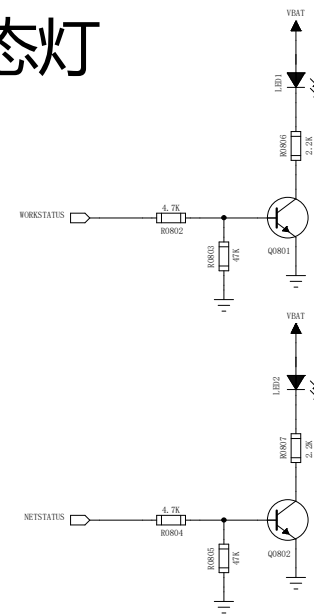 态灯
VBAT
LED1
R0806
2.2K
WORKSTATUS
4.7K
R0802
R0803
47K
Q0801
VBAT
LED2
R0807
2.2K
NETSTATUS
4.7K
R0804
R0805
47K
Q0802